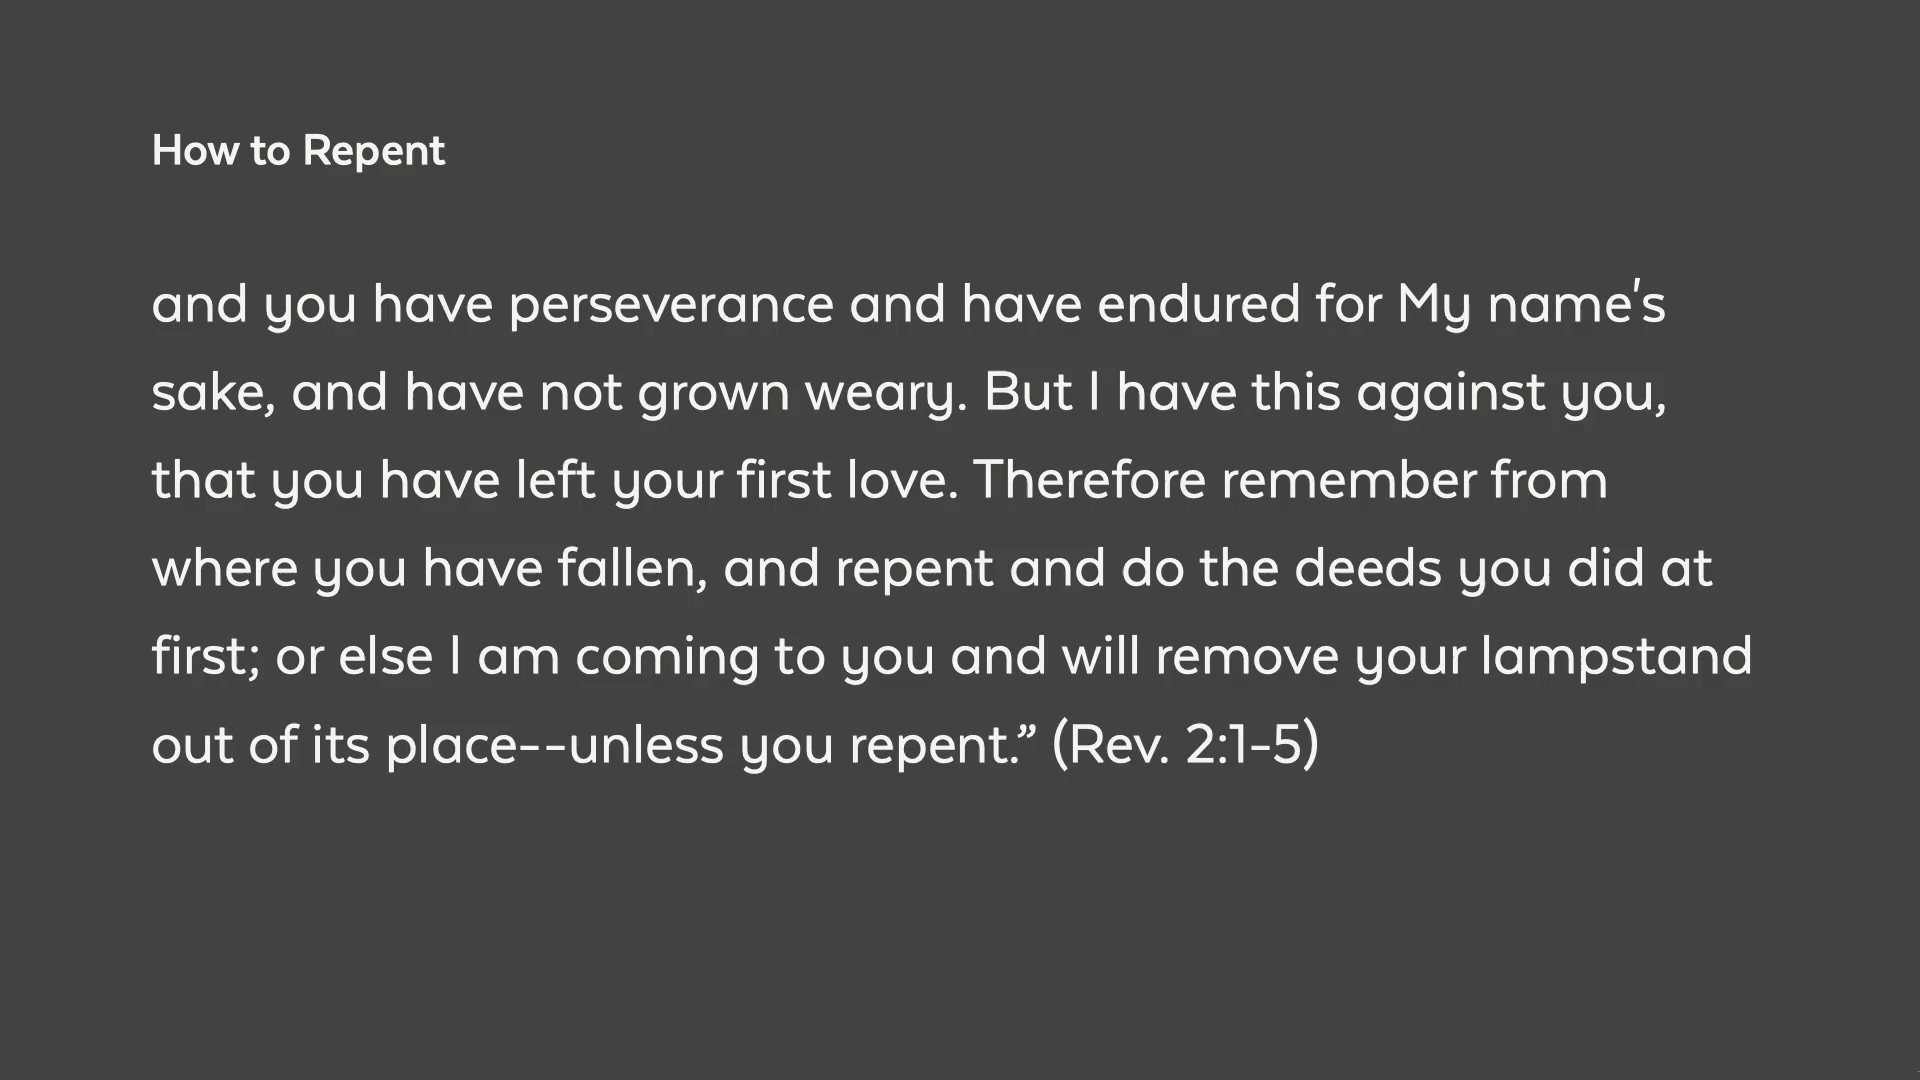 How to Repent
and you have perseverance and have endured for My name's
sake, and have not grown weary. But I have this against you,
that you have left your first love. Therefore remember from
where you have fallen, and repent and do the deeds you did at
first; or else I am coming to you and will remove your lampstand
out of its place--unless you repent.” (Rev. 2:1-5)